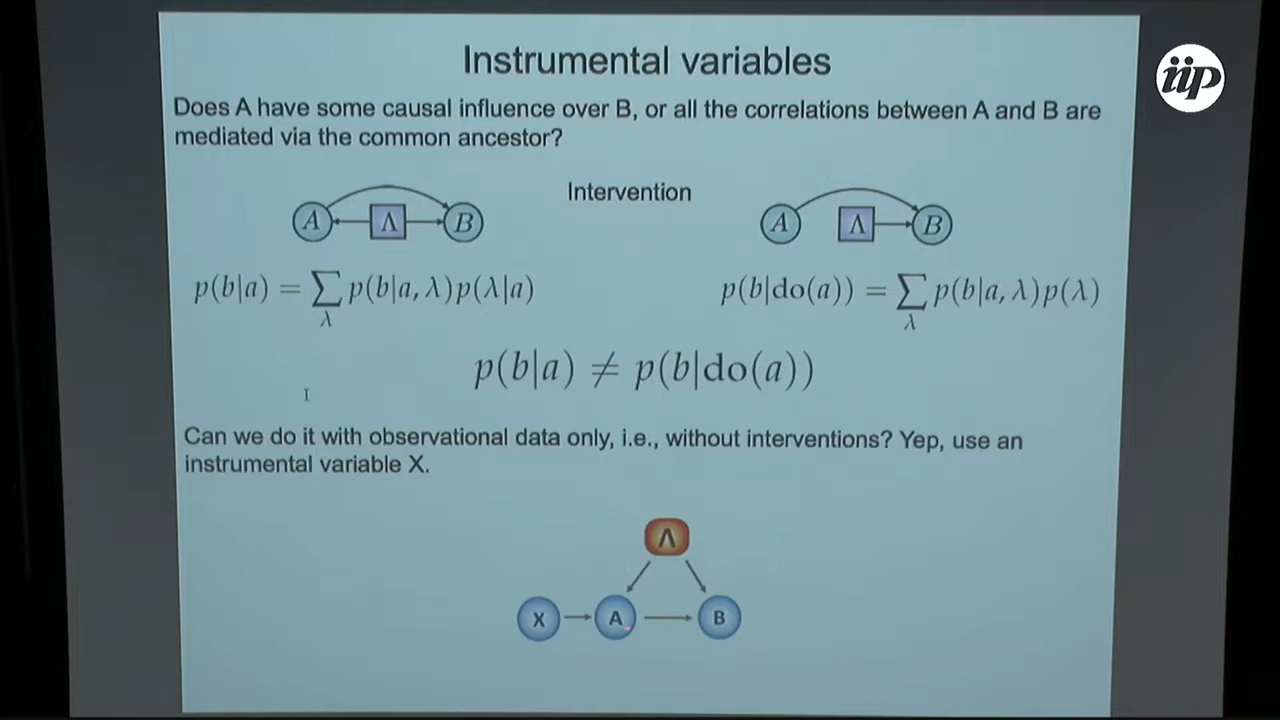 Instrumental variables
iip
Does A have some causal influence over B, or all the correlations between A and B are
mediated via the common ancestor?
Intervention
A Λ B
A Λ B
p(b|a) = ∑λ p(b|a, λ)p(λ|a)
p(b|do(a)) = ∑λ p(b|a, λ)p(λ)
p(b|a) ≠ p(b|do(a))
Can we do it with observational data only, i.e., without interventions? Yep, use an
instrumental variable X.
Λ
X A B